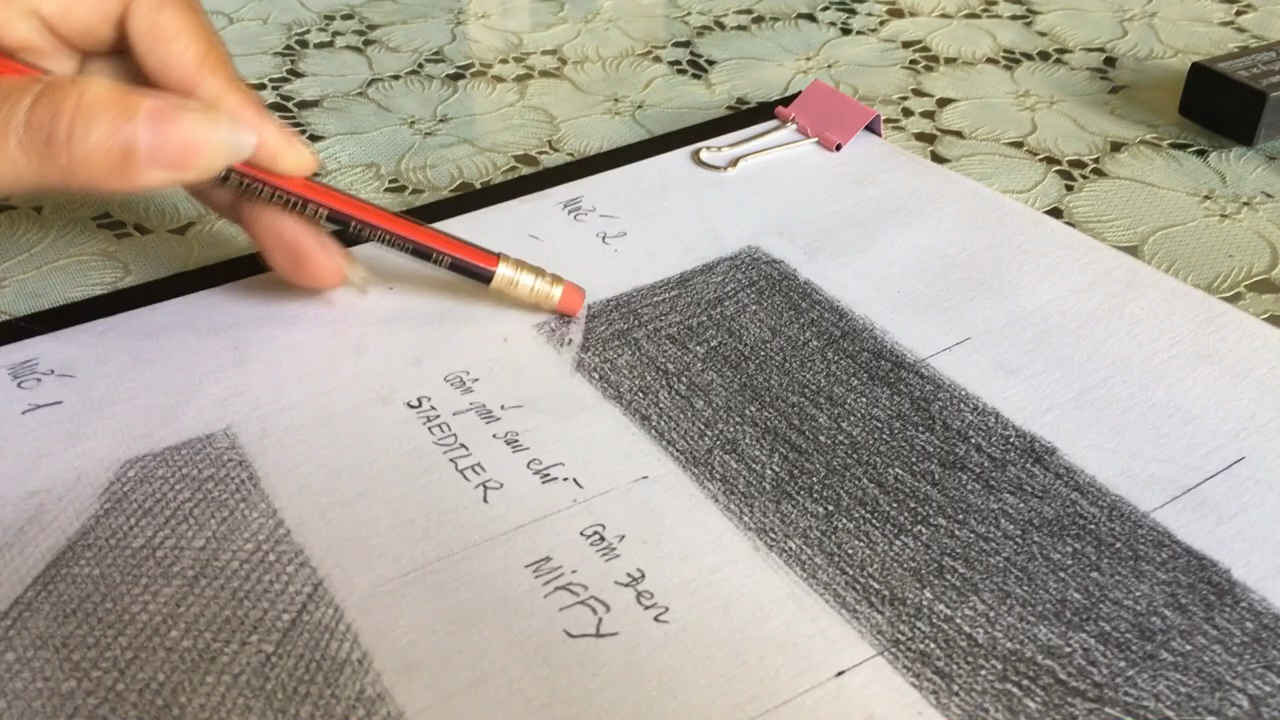 STAEDTLER tradition HB
Mức 2.
Mức 1
Gôm gắn sau chì
STAEDTLER
Gôm Đen
MiFFY